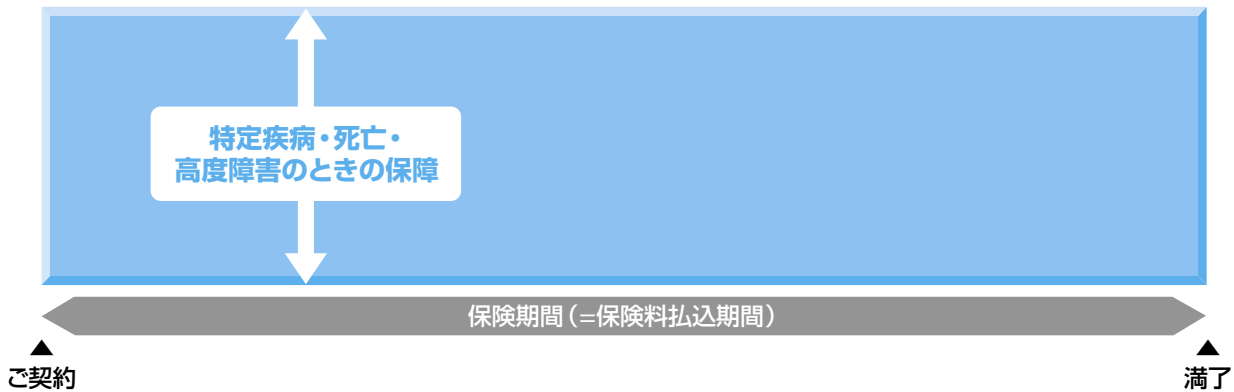 特定疾病・死亡・
高度障害のときの保障
保険期間（=保険料払込期間）
▲
▲
ご契約
満了